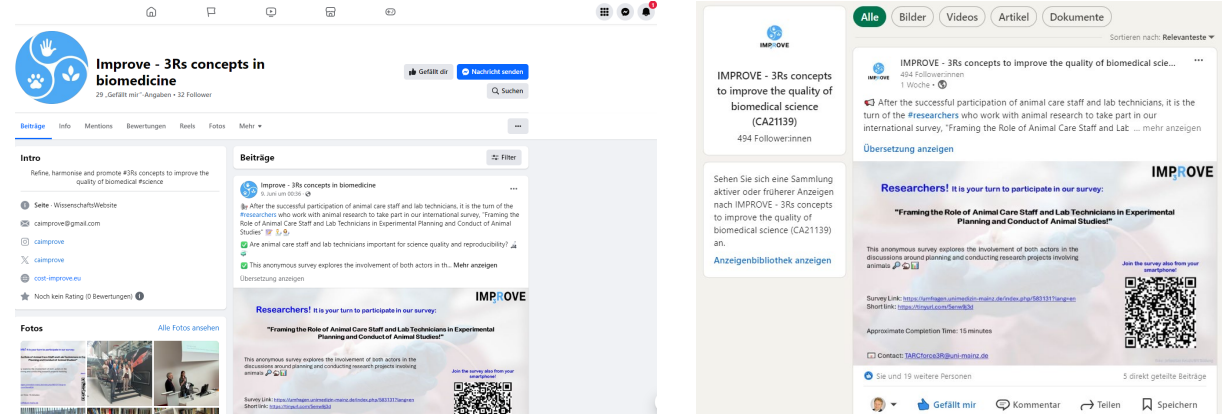 1
Improve - 3Rs concepts in
biomedicine
29 „Gefällt mir“-Angaben • 32 Follower
Gefällt dir
Nachricht senden
Suchen
Beiträge Info Mentions Bewertungen Reels Fotos Mehr
Intro
Refine, harmonise and promote #3Rs concepts to improve the
quality of biomedical #science
Seite · WissenschaftsWebsite
caimprove@gmail.com
caimprove
caimprove
cost-improve.eu
Noch kein Rating (0 Bewertungen)
Fotos
Alle Fotos ansehen
Beiträge
Filter
Improve - 3Rs concepts in biomedicine
9. Juni um 00:36 ·
After the successful participation of animal care staff and lab technicians, it is the turn of the
#researchers who work with animal research to take part in our international survey, "Framing the
Role of Animal Care Staff and Lab Technicians in Experimental Planning and Conduct of Animal
Studies"
Are animal care staff and lab technicians important for science quality and reproducibility?
This anonymous survey explores the involvement of both actors in th... Mehr anzeigen
Übersetzung anzeigen
IMPROVE
Researchers! It is your turn to participate in our survey:
"Framing the Role of Animal Care Staff and Lab Technicians in Experimental
Planning and Conduct of Animal Studies!"
This anonymous survey explores the involvement of both actors in the
discussions around planning and conducting research projects involving
animals
Join the survey also from your
smartphone!
IMPROVE
IMPROVE - 3Rs concepts
to improve the quality of
biomedical science
(CA21139)
494 Follower:innen
Sehen Sie sich eine Sammlung
aktiver oder früherer Anzeigen
nach IMPROVE - 3Rs concepts
to improve the quality of
biomedical science (CA21139)
an.
Anzeigenbibliothek anzeigen
Alle Bilder Videos Artikel Dokumente
Sortieren nach: Relevanteste
IMPROVE
IMPROVE - 3Rs concepts to improve the quality of biomedical scie...
494 Follower:innen
1 Woche •
After the successful participation of animal care staff and lab technicians, it is the
turn of the #researchers who work with animal research to take part in our
international survey, "Framing the Role of Animal Care Staff and Lab ... mehr anzeigen
Übersetzung anzeigen
IMP3ROVE
Researchers! It is your turn to participate in our survey:
"Framing the Role of Animal Care Staff and Lab Technicians in Experimental
Planning and Conduct of Animal Studies!"
This anonymous survey explores the involvement of both actors in the
discussions around planning and conducting research projects involving
animals
Join the survey also from your
smartphone!
Survey Link:
Short link:
Approximate Completion Time: 15 minutes
Contact: TARCforce3R@uni-mainz.de
Sie und 19 weitere Personen
5 direkt geteilte Beiträge
Gefällt mir
Kommentar
Teilen
Speichern